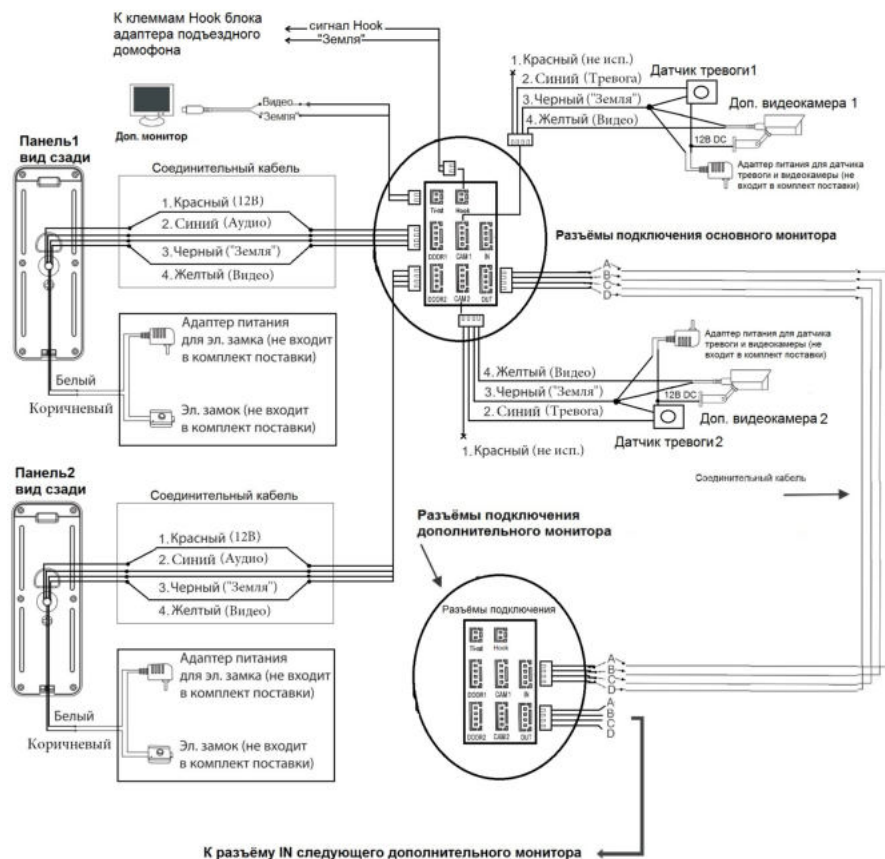 К клеммам Hook блока
адаптера подъездного
домофона
сигнал Hook
"Земля"
Видео
"Земля"
Доп. монитор
1. Красный (не исп.)
2. Синий (Тревога)
3. Черный ("Земля")
4. Желтый (Видео)
Датчик тревоги1
Доп. видеокамера 1
12В DC
Адаптер питания для датчика
тревоги и видеокамеры (не
входит в комплект поставки)
Панель1
вид сзади
Соединительный кабель
1. Красный (12В)
2. Синий (Аудио)
3. Черный ("Земля")
4. Желтый (Видео)
Hook
DOOR1 CAM1 IN
DOOR2 CAM2 OUT
Разъёмы подключения основного монитора
A
B
C
D
Адаптер питания
для эл. замка (не входит
в комплект поставки)
Белый
Коричневый
Эл. замок (не входит
в комплект поставки)
Адаптер питания для датчика
тревоги и видеокамеры (не
входит в комплект поставки)
4. Желтый (Видео)
3. Черный ("Земля")
2. Синий (Тревога)
1. Красный (не исп.)
12В DC
Доп. видеокамера 2
Датчик тревоги2
Соединительный кабель
Панель2
вид сзади
Соединительный кабель
1. Красный (12В)
2. Синий (Аудио)
3. Черный ("Земля")
4. Желтый (Видео)
Разъёмы подключения
дополнительного монитора
Разъёмы подключения
Hook
DOOR1 CAM1 IN
DOOR2 CAM2 OUT
A
B
C
D
A
B
C
D
Адаптер питания
для эл. замка (не входит
в комплект поставки)
Белый
Коричневый
Эл. замок (не входит
в комплект поставки)
К разъёму IN следующего дополнительного монитора